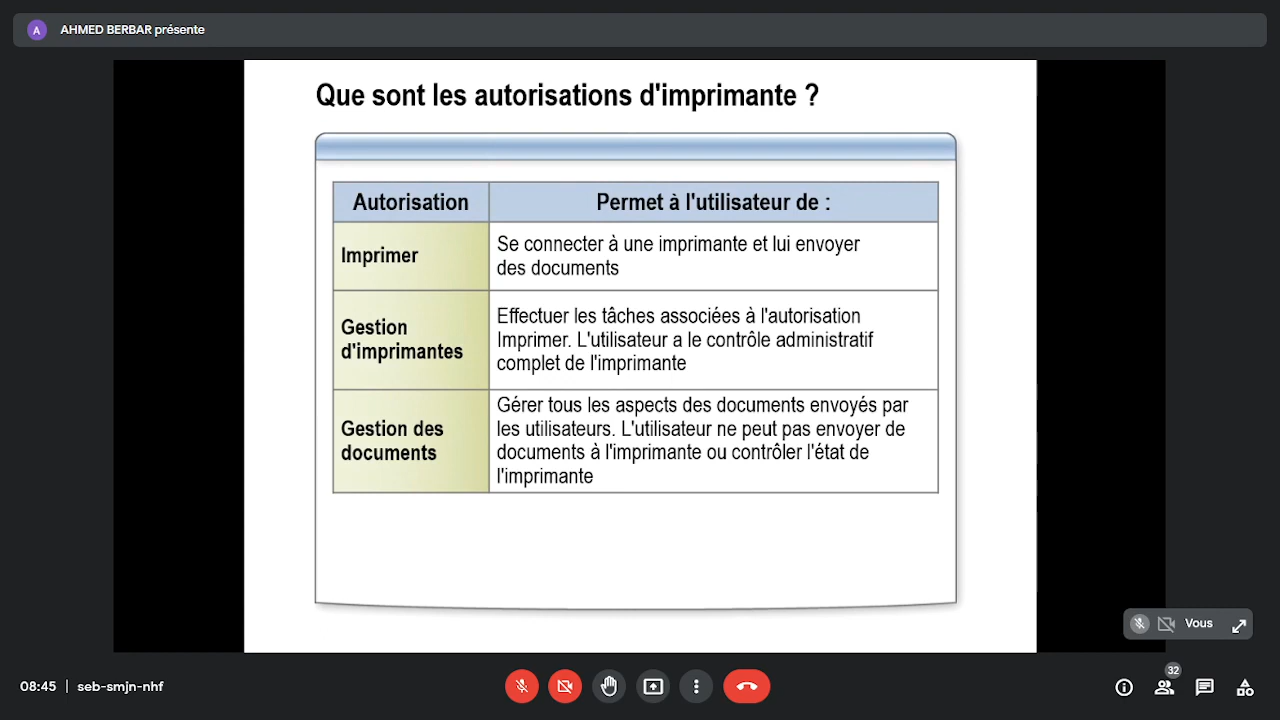 A AHMED BERBAR présente
Que sont les autorisations d'imprimante ?
Autorisation
Permet à l'utilisateur de :
Imprimer
Se connecter à une imprimante et lui envoyer
des documents
Gestion
d'imprimantes
Effectuer les tâches associées à l'autorisation
Imprimer. L'utilisateur a le contrôle administratif
complet de l'imprimante
Gestion des
documents
Gérer tous les aspects des documents envoyés par
les utilisateurs. L'utilisateur ne peut pas envoyer de
documents à l'imprimante ou contrôler l'état de
l'imprimante
Vous
08:45 | seb-smjn-nhf
32